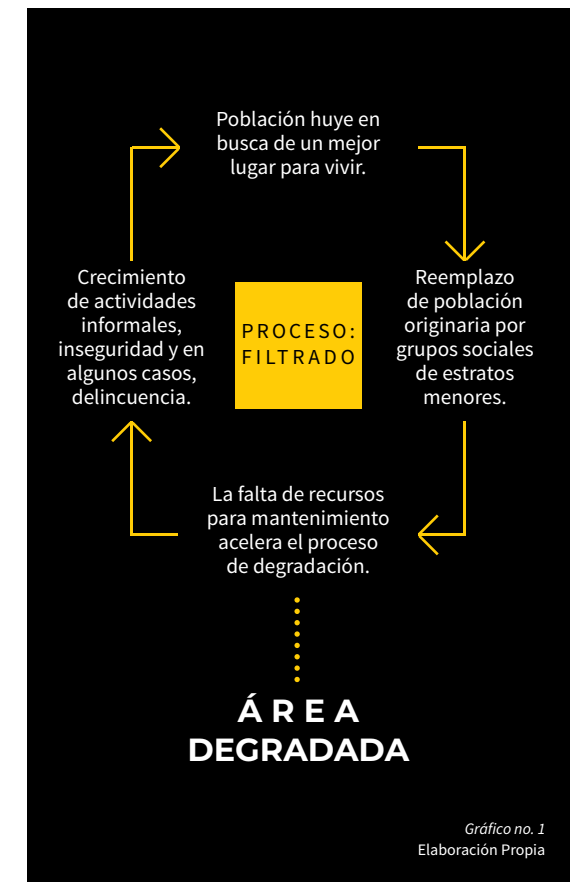 Población huye en
busca de un mejor
lugar para vivir.
Reemplazo
de población
originaria por
grupos sociales
de estratos
menores.
La falta de recursos
para mantenimiento
acelera el proceso
de degradación.
Crecimiento
de actividades
informales,
inseguridad y en
algunos casos,
delincuencia.
PROCESO:
FILTRADO
ÁREA
DEGRADADA
Gráfico no. 1
Elaboración Propia